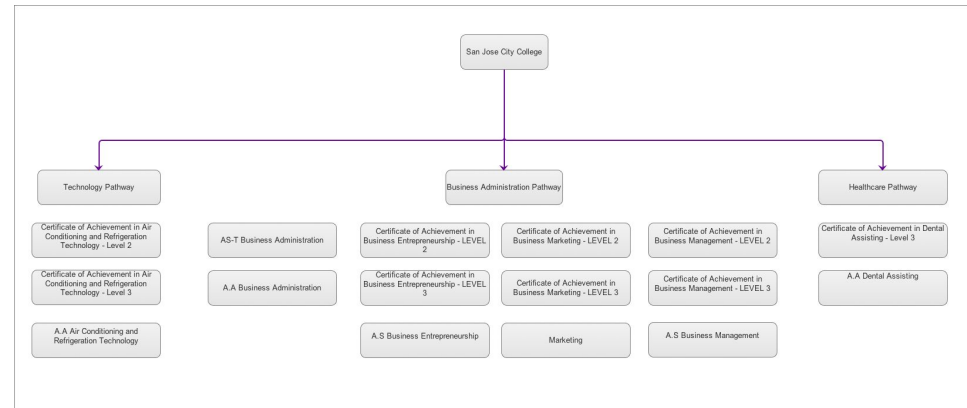 San Jose City College
Technology Pathway
Business Administration Pathway
Healthcare Pathway
Certificate of Achievement in Air
Conditioning and Refrigeration
Technology - Level 2
AS-T Business Administration
Certificate of Achievement in
Business Entrepreneurship - LEVEL
2
Certificate of Achievement in
Business Marketing - LEVEL 2
Certificate of Achievement in
Business Management - LEVEL 2
Certificate of Achievement in Dental
Assisting - Level 3
Certificate of Achievement in Air
Conditioning and Refrigeration
Technology - Level 3
A.A Business Administration
Certificate of Achievement in
Business Entrepreneurship - LEVEL
3
Certificate of Achievement in
Business Marketing - LEVEL 3
Certificate of Achievement in
Business Management - LEVEL 3
A.A Dental Assisting
A.A Air Conditioning and
Refrigeration Technology
A.S Business Entrepreneurship
Marketing
A.S Business Management